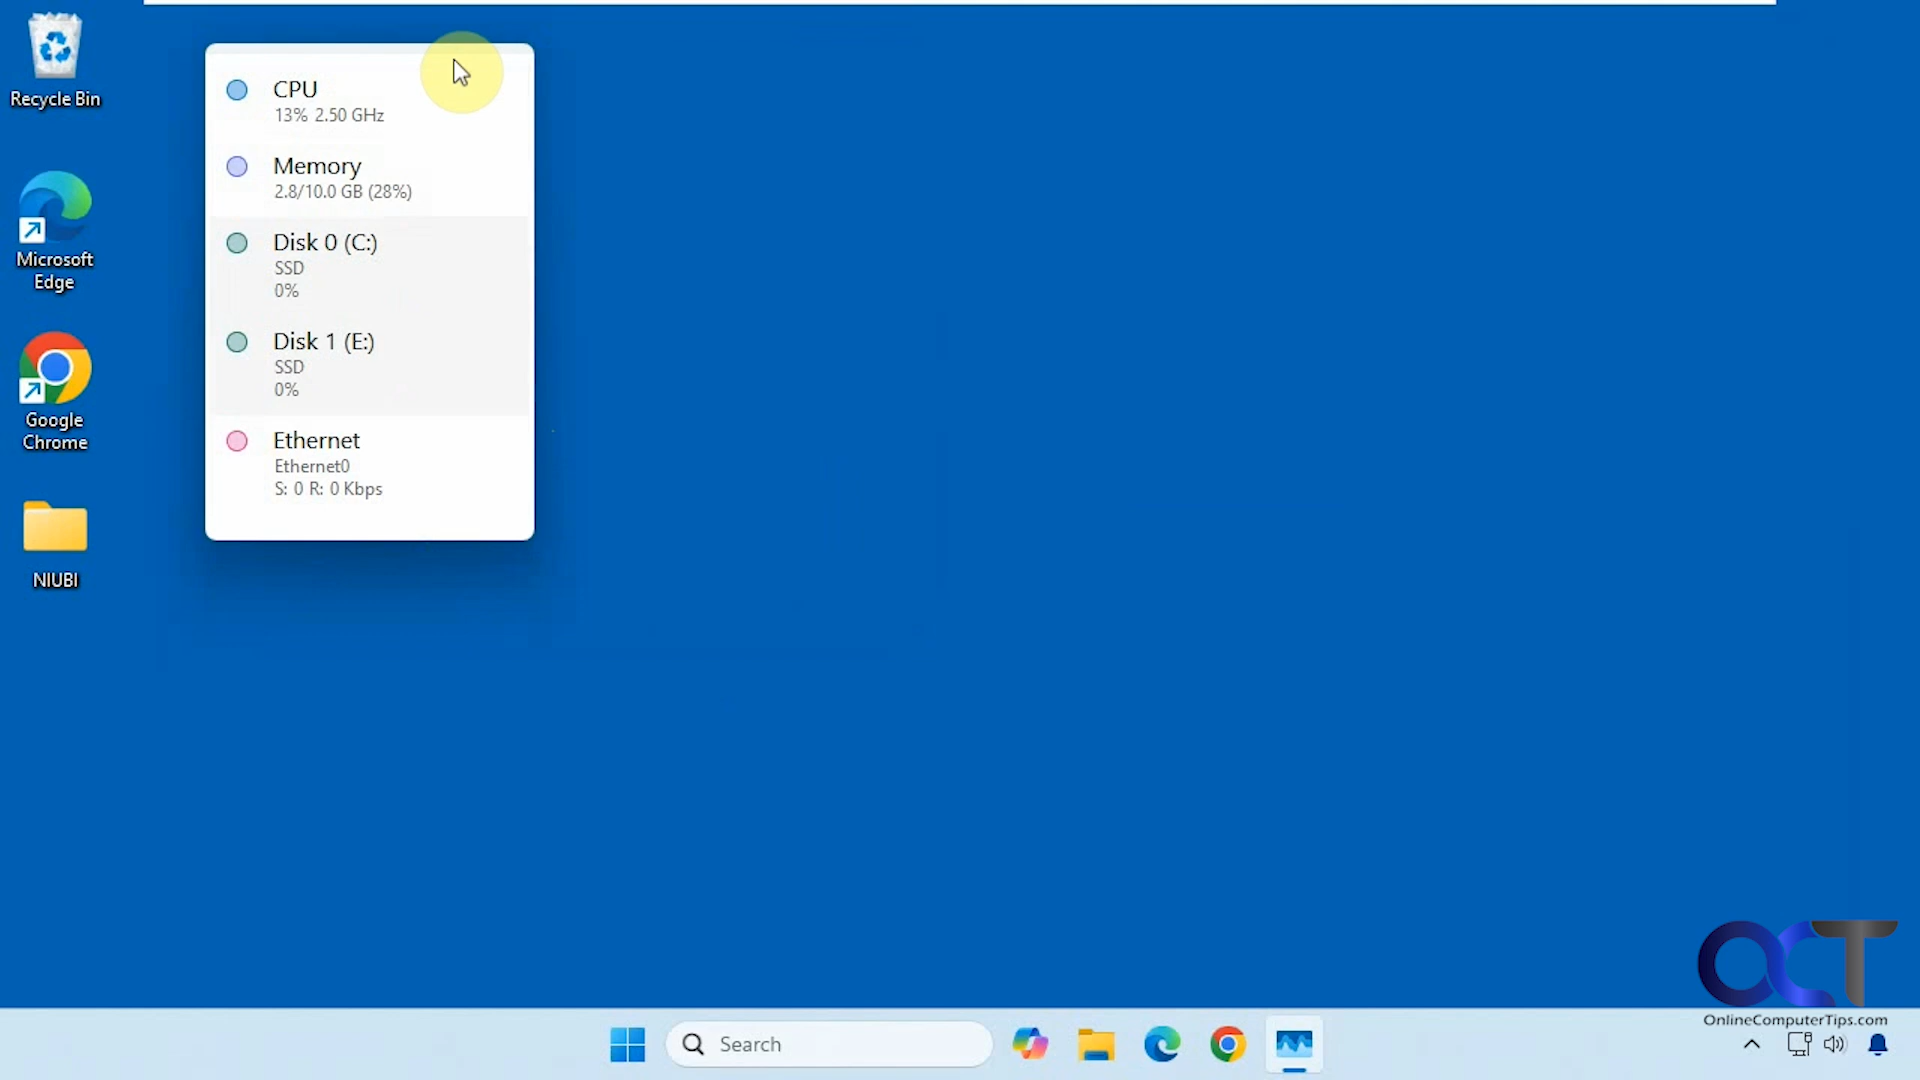 Recycle Bin
Microsoft
Edge
Google
Chrome
NIUBI
CPU
13% 2.50 GHz
Memory
2.8/10.0 GB (28%)
Disk 0 (C:)
SSD
0%
Disk 1 (E:)
SSD
0%
Ethernet
Ethernet0
S: 0 R: 0 Kbps
Search
OCT
OnlineComputerTips.com